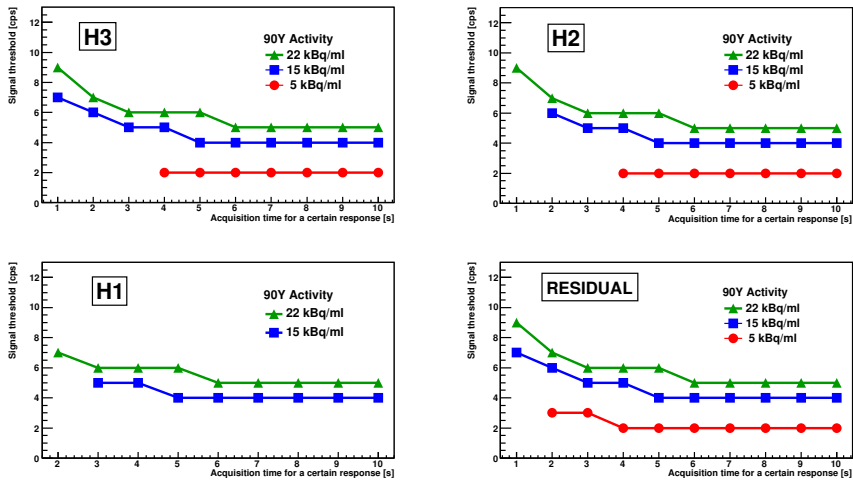 H3
90Y Activity
22 kBq/ml
15 kBq/ml
5 kBq/ml
Signal threshold [cps]
12
10
8
6
4
2
0
1 2 3 4 5 6 7 8 9 10
Acquisition time for a certain response [s]
H2
90Y Activity
22 kBq/ml
15 kBq/ml
5 kBq/ml
Signal threshold [cps]
12
10
8
6
4
2
0
1 2 3 4 5 6 7 8 9 10
Acquisition time for a certain response [s]
H1
90Y Activity
22 kBq/ml
15 kBq/ml
Signal threshold [cps]
12
10
8
6
4
2
0
2 3 4 5 6 7 8 9 10
Acquisition time for a certain response [s]
RESIDUAL
90Y Activity
22 kBq/ml
15 kBq/ml
5 kBq/ml
Signal threshold [cps]
12
10
8
6
4
2
0
1 2 3 4 5 6 7 8 9 10
Acquisition time for a certain response [s]